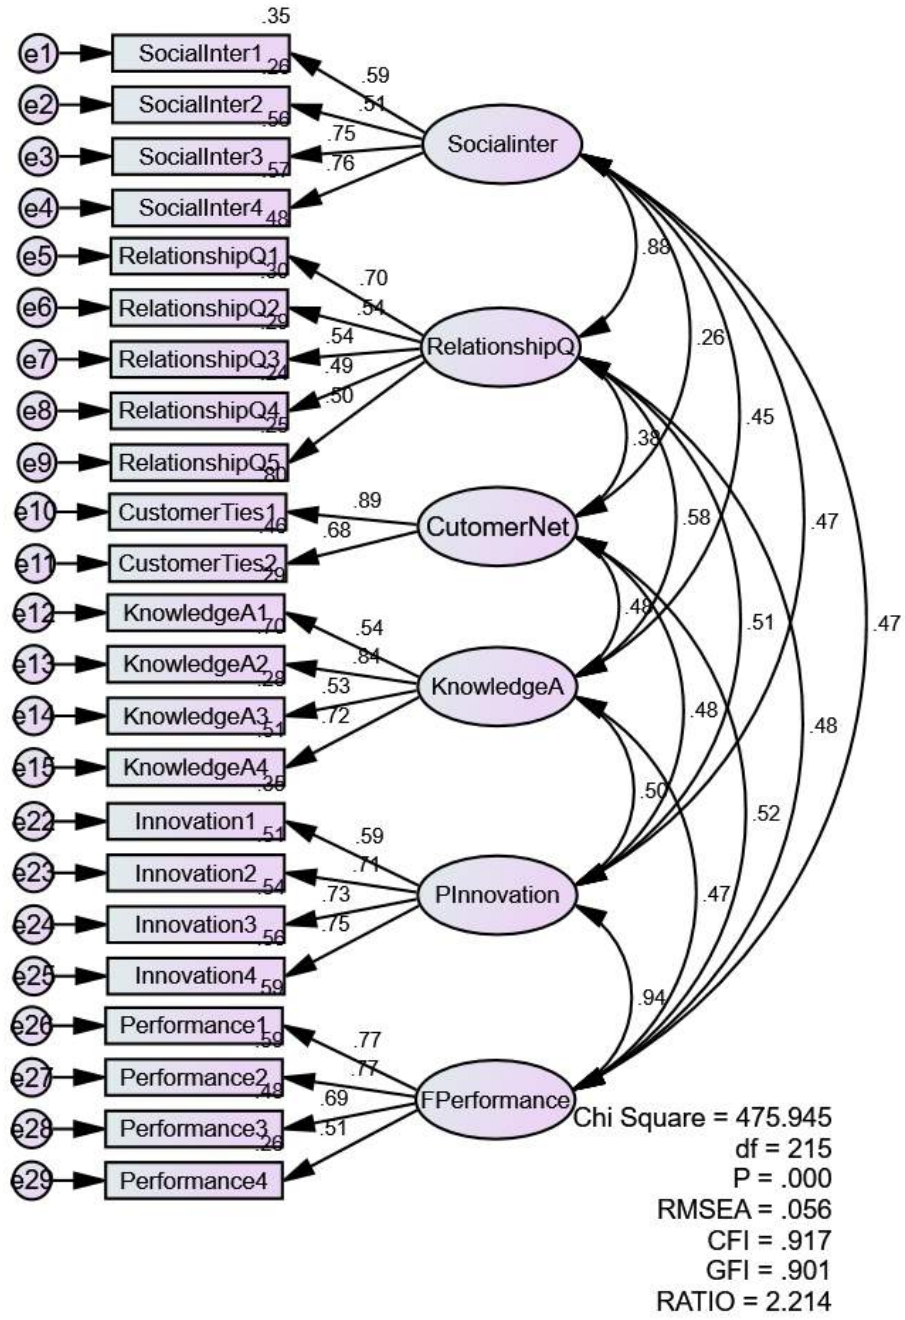 .35
e1 SocialInter1 .59
.26
e2 SocialInter2 .51
.56
e3 SocialInter3 .75
.57
e4 SocialInter4 .76
Socialinter
.48
e5 RelationshipQ1 .70
.30
e6 RelationshipQ2 .54
.29
e7 RelationshipQ3 .54
.24
e8 RelationshipQ4 .49
.25
e9 RelationshipQ5 .50
RelationshipQ
.80
e10 CustomerTies1 .89
.46
e11 CustomerTies2 .68
CutomerNet
.29
e12 KnowledgeA1 .54
.70
e13 KnowledgeA2 .84
.28
e14 KnowledgeA3 .53
.51
e15 KnowledgeA4 .72
KnowledgeA
.35
e22 Innovation1 .59
.51
e23 Innovation2 .71
.54
e24 Innovation3 .73
.56
e25 Innovation4 .75
PInnovation
.59
e26 Performance1 .77
.59
e27 Performance2 .77
.48
e28 Performance3 .69
.26
e29 Performance4 .51
FPerformance
.88
.26
.45
.38
.58
.47
.48
.51
.47
.48
.48
.50
.52
.47
.94
Chi Square = 475.945
df = 215
P = .000
RMSEA = .056
CFI = .917
GFI = .901
RATIO = 2.214